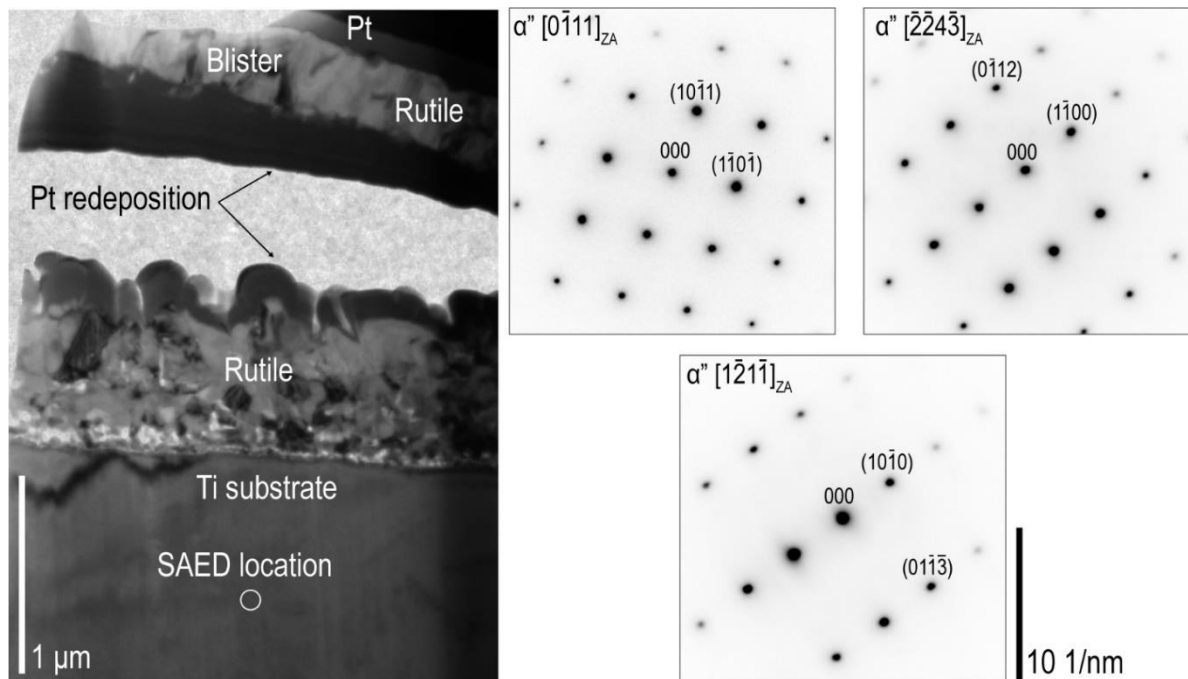 Pt
Blister
Rutile
Pt redeposition
Rutile
Ti substrate
SAED location
1 µm
α” [01̄11]ZA
(101̄1)
000
(11̄01̄)
α” [2̄2̄43̄]ZA
(01̄12)
(11̄00)
000
α” [12̄11̄]ZA
(101̄0)
000
(011̄3̄)
10 1/nm